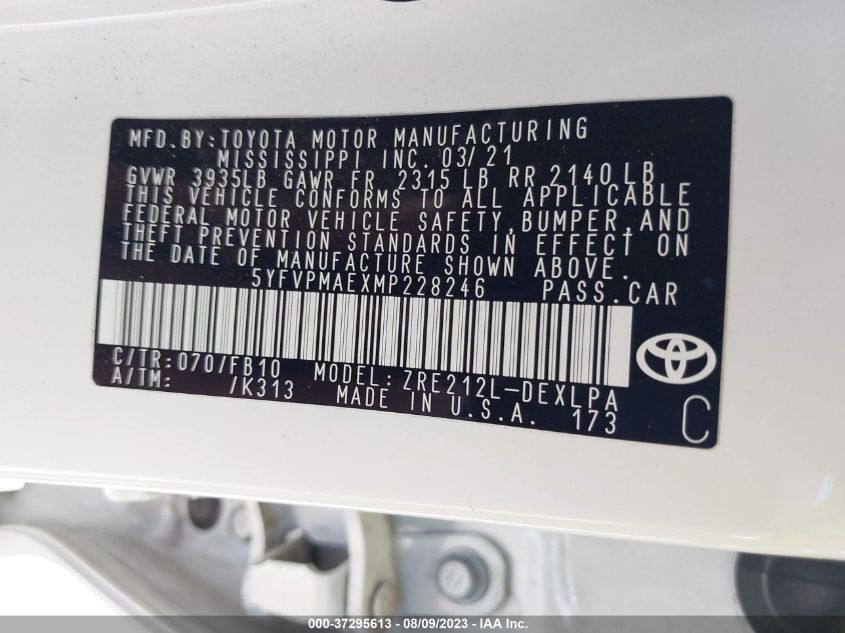 MFD.BY:TOYOTA MOTOR MANUFACTURING
MISSISSIPPI INC. 03/21
GVWR 3935LB GAWR FR 2315 LB RR 2140 LB
THIS VEHICLE CONFORMS TO ALL APPLICABLE
FEDERAL MOTOR VEHICLE SAFETY,BUMPER,AND
THEFT PREVENTION STANDARDS IN EFFECT ON
THE DATE OF MANUFACTURE SHOWN ABOVE.
5YFVPMAEXMP228246 PASS.CAR
C/TR:070/FB10 MODEL:ZRE212L-DEXLPA
A/TM: /K313 MADE IN U.S.A. 173
C
000-37295613 - 08/09/2023 - IAA Inc.